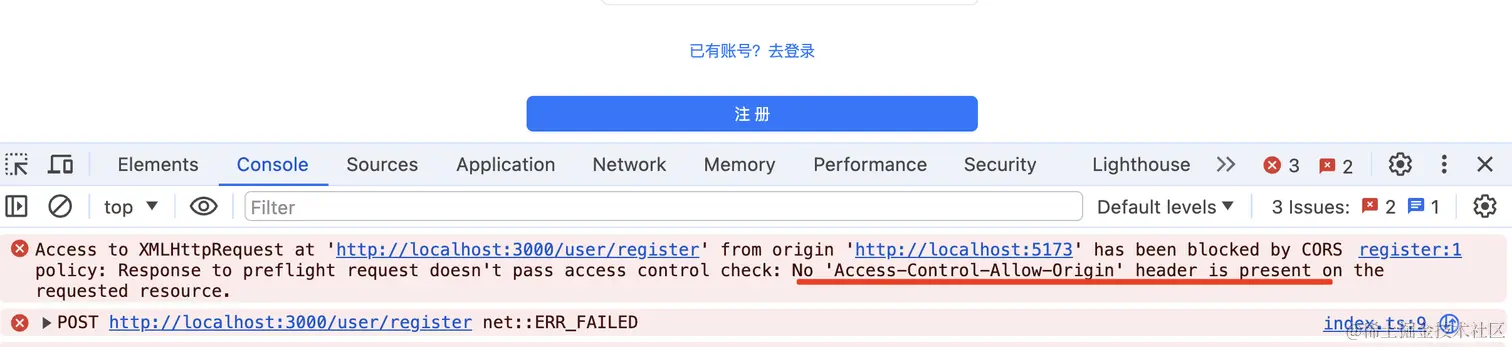 已有账号？去登录
注 册
Elements Console Sources Application Network Memory Performance Security Lighthouse 3 2
top Filter Default levels 3 Issues: 2 1
Access to XMLHttpRequest at 'http://localhost:3000/user/register' from origin 'http://localhost:5173' has been blocked by CORS register:1
policy: Response to preflight request doesn't pass access control check: No 'Access-Control-Allow-Origin' header is present on the
requested resource.
POST http://localhost:3000/user/register net::ERR_FAILED index.ts:9
@稀土掘金技术社区